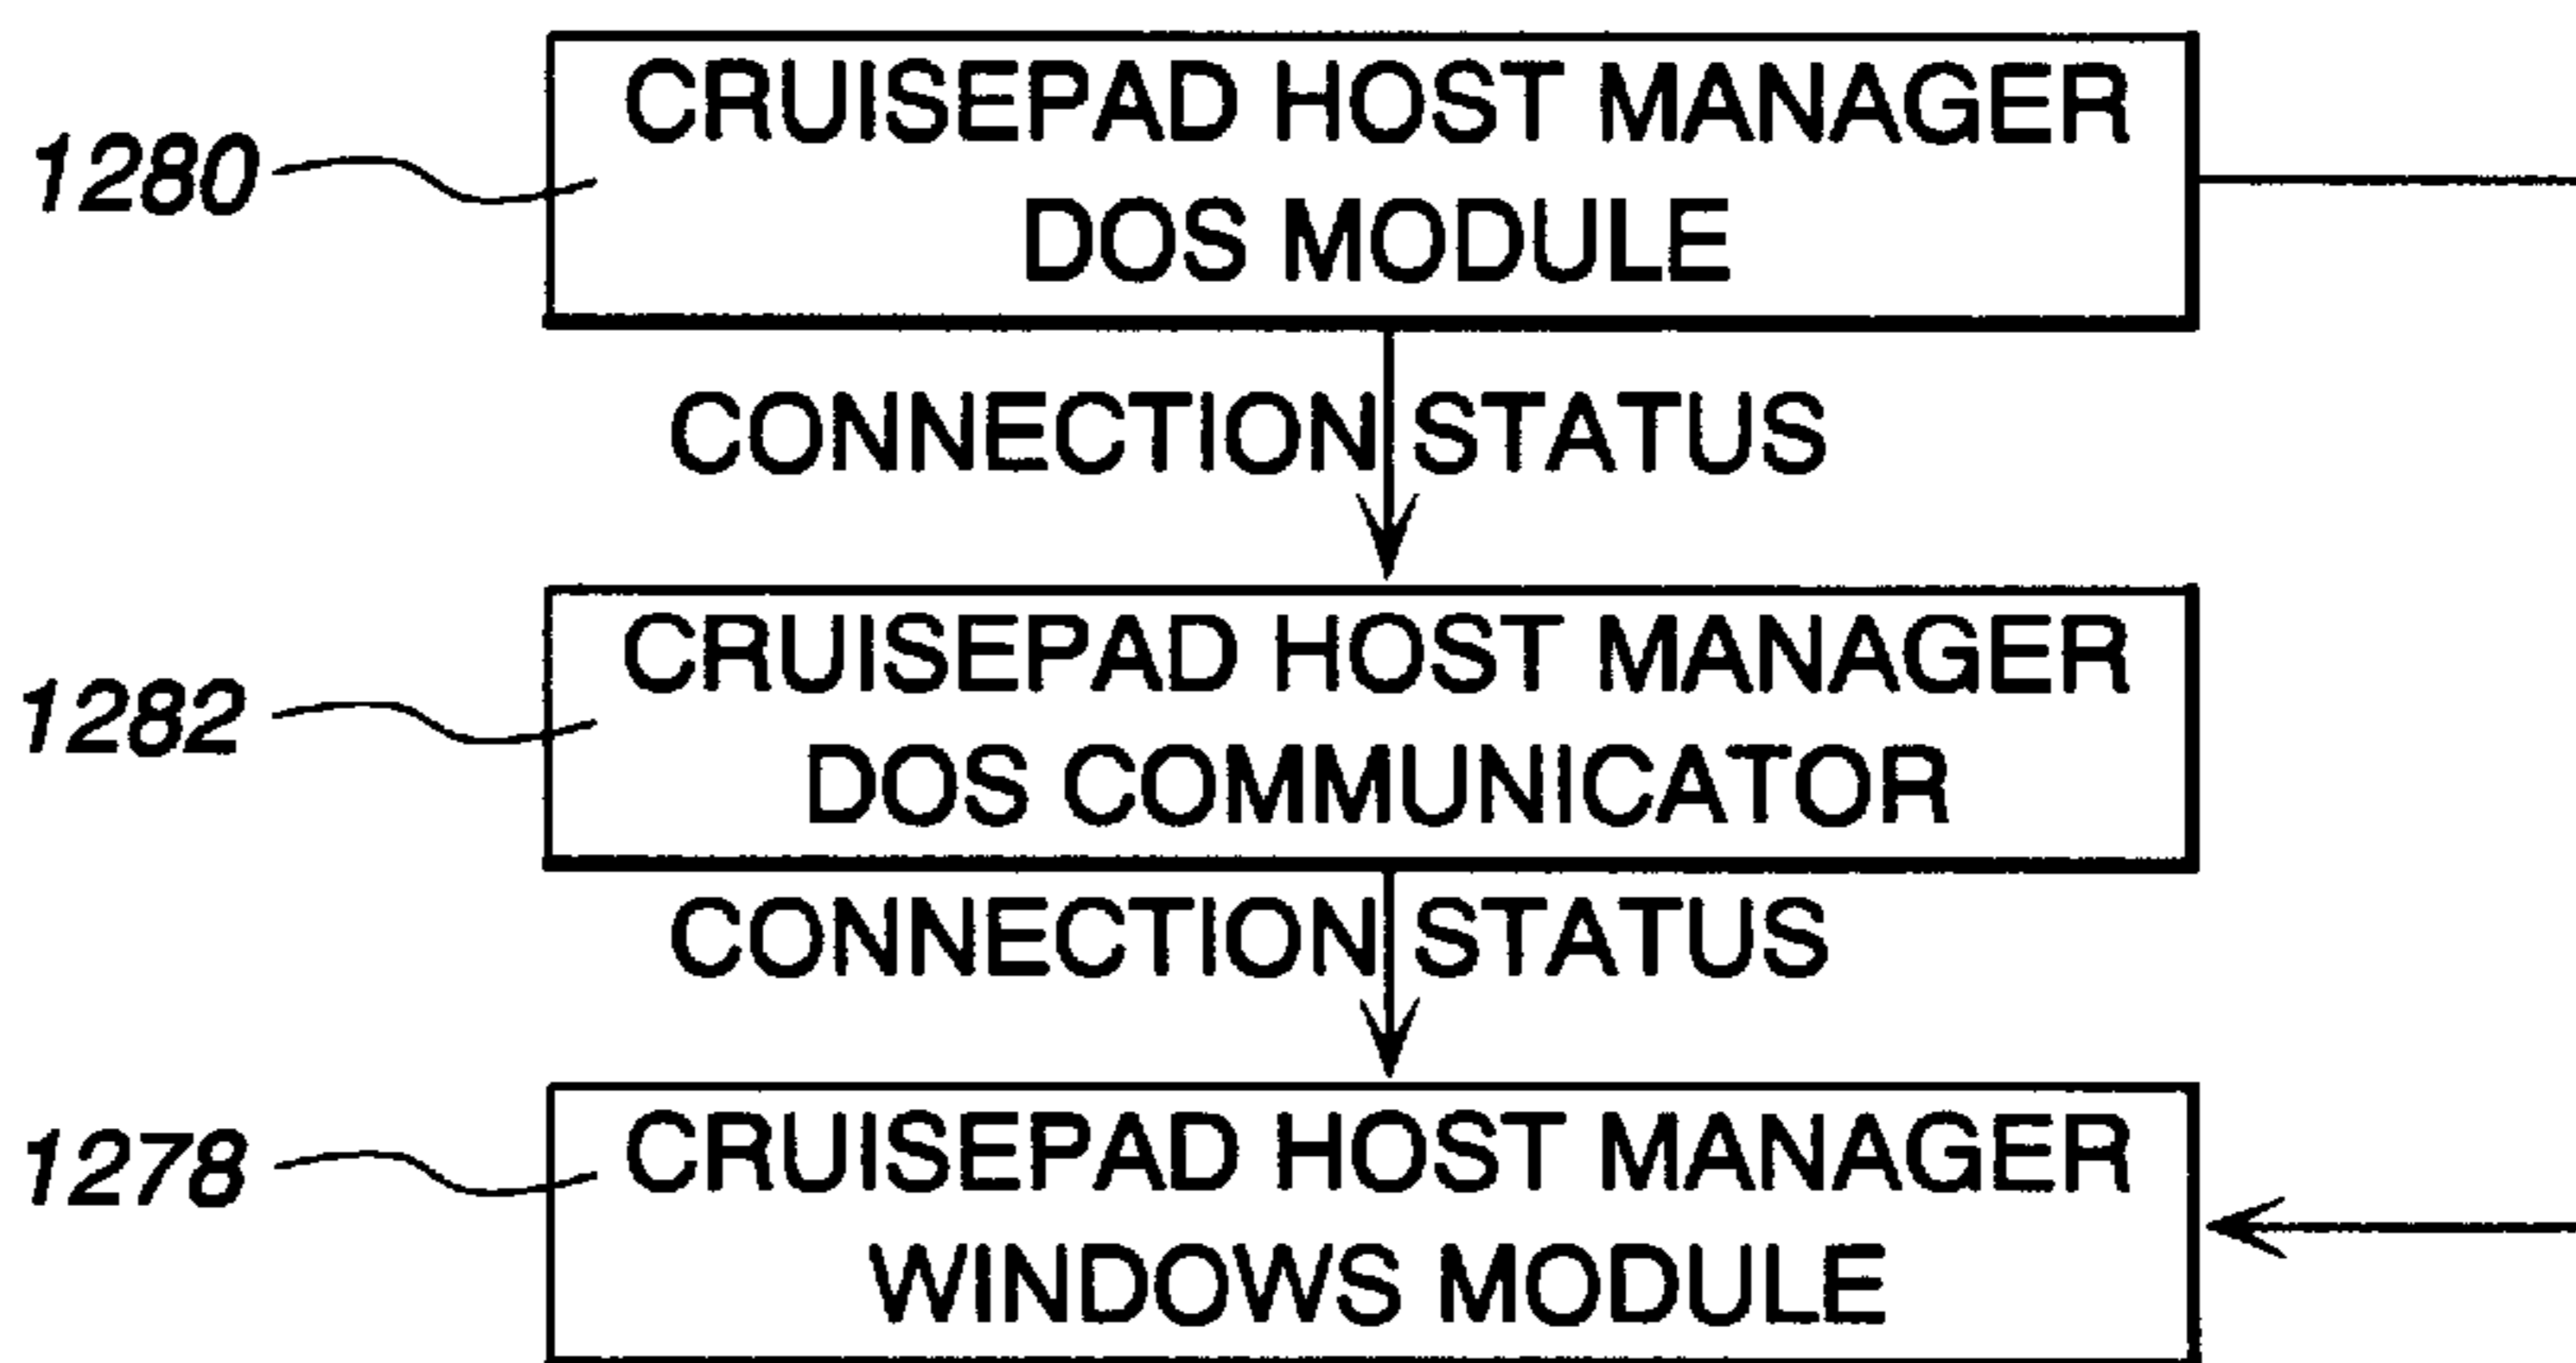 1280
CRUISEPAD HOST MANAGER
DOS MODULE
CONNECTION STATUS
1282
CRUISEPAD HOST MANAGER
DOS COMMUNICATOR
CONNECTION STATUS
1278
CRUISEPAD HOST MANAGER
WINDOWS MODULE